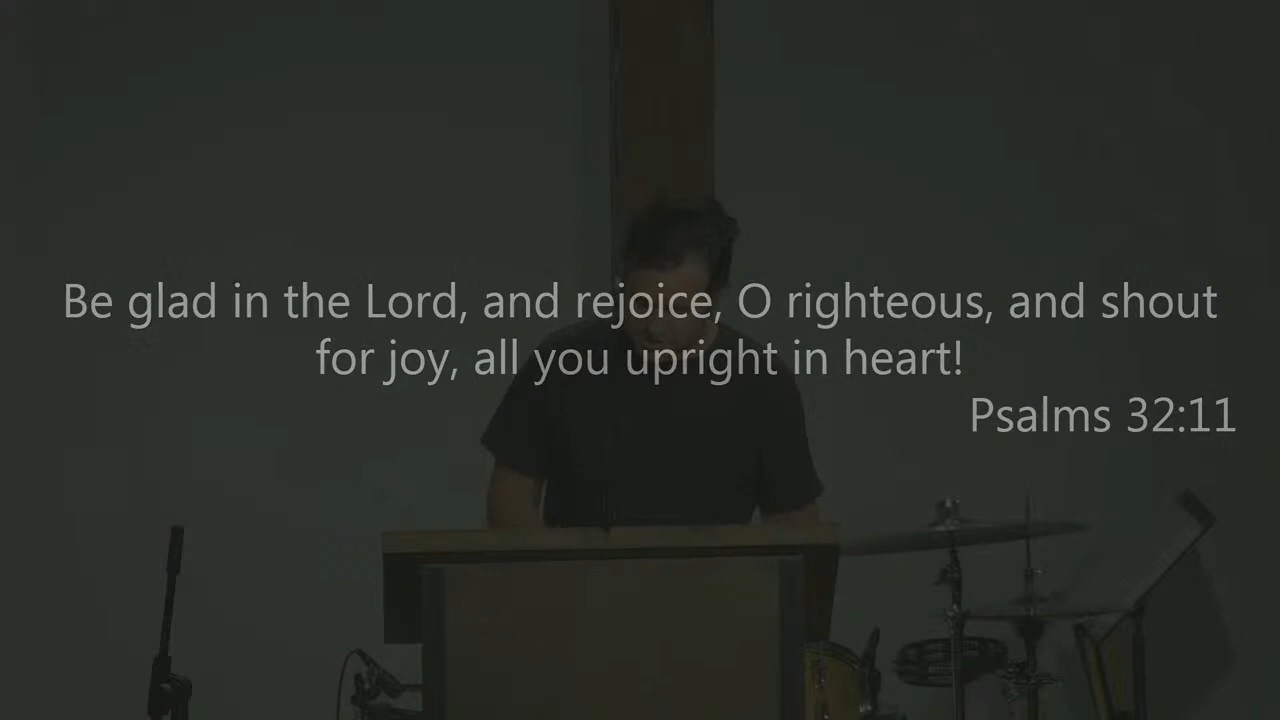 Be glad in the Lord, and rejoice, O righteous, and shout
for joy, all you upright in heart!
Psalms 32:11